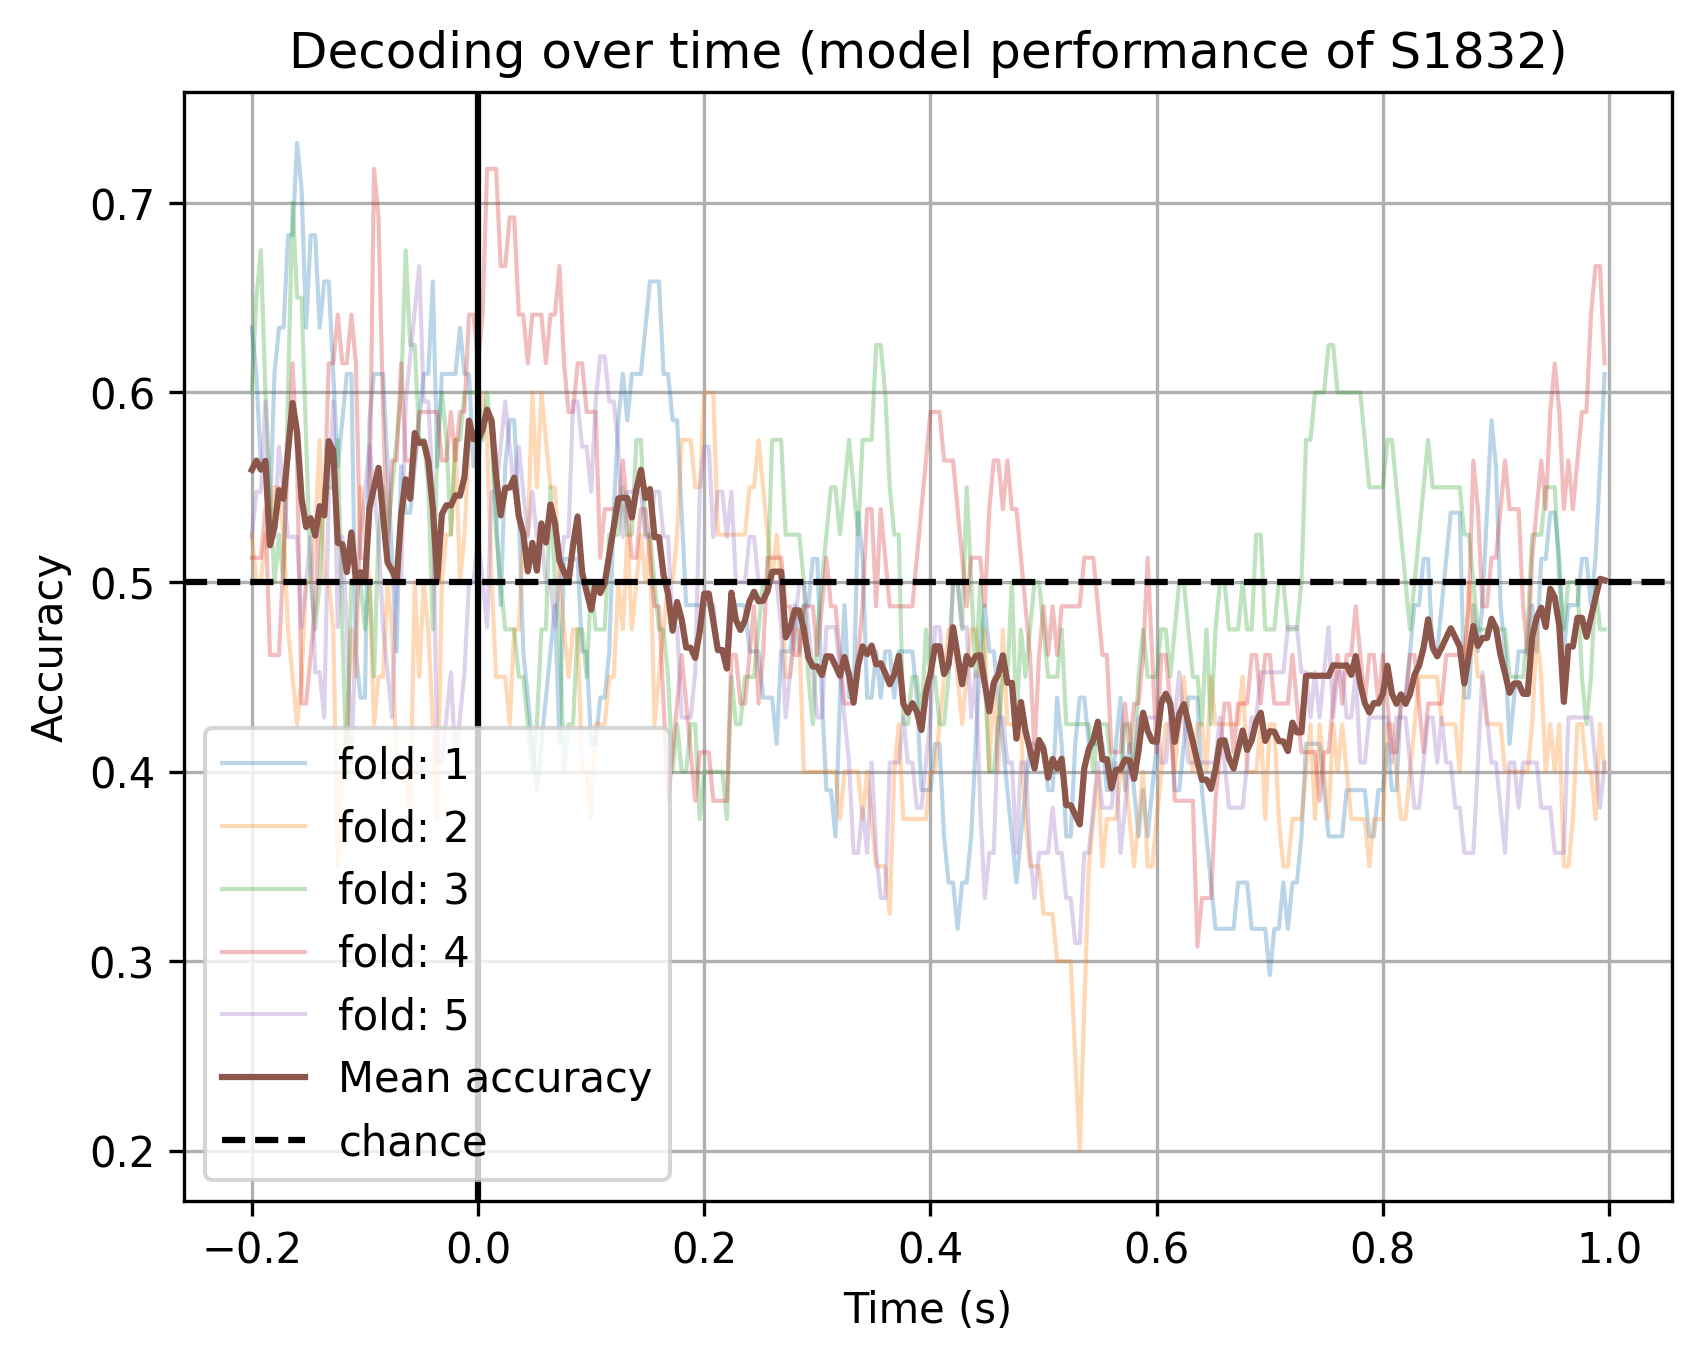 Decoding over time (model performance of S1832)
Accuracy
0.7
0.6
0.5
0.4
0.3
0.2
fold: 1
fold: 2
fold: 3
fold: 4
fold: 5
Mean accuracy
chance
−0.2 0.0 0.2 0.4 0.6 0.8 1.0
Time (s)